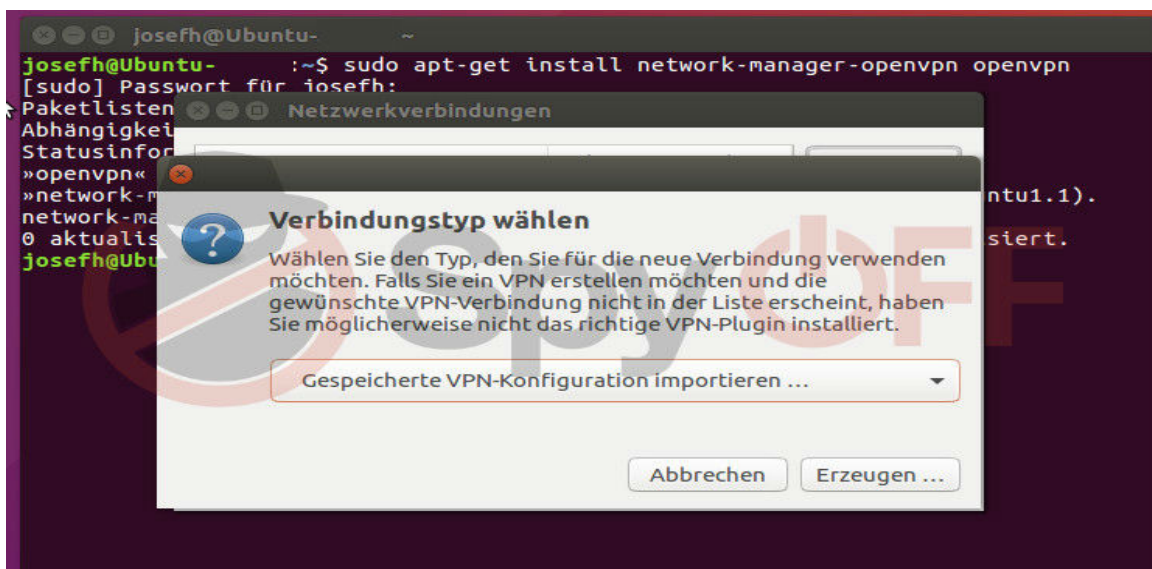 josefh@Ubuntu- ~
josefh@Ubuntu- :~$ sudo apt-get install network-manager-openvpn openvpn
[sudo] Passwort für josefh:
Paketlisten
Netzwerkverbindungen
Abhängigkei
Statusinfor
»openvpn«
»network-m
ntu1.1).
network-ma
0 aktualis
siert.
josefh@Ubu
Verbindungstyp wählen
Wählen Sie den Typ, den Sie für die neue Verbindung verwenden
möchten. Falls Sie ein VPN erstellen möchten und die
gewünschte VPN-Verbindung nicht in der Liste erscheint, haben
Sie möglicherweise nicht das richtige VPN-Plugin installiert.
SpyOFF
Gespeicherte VPN-Konfiguration importieren ...
Abbrechen
Erzeugen ...